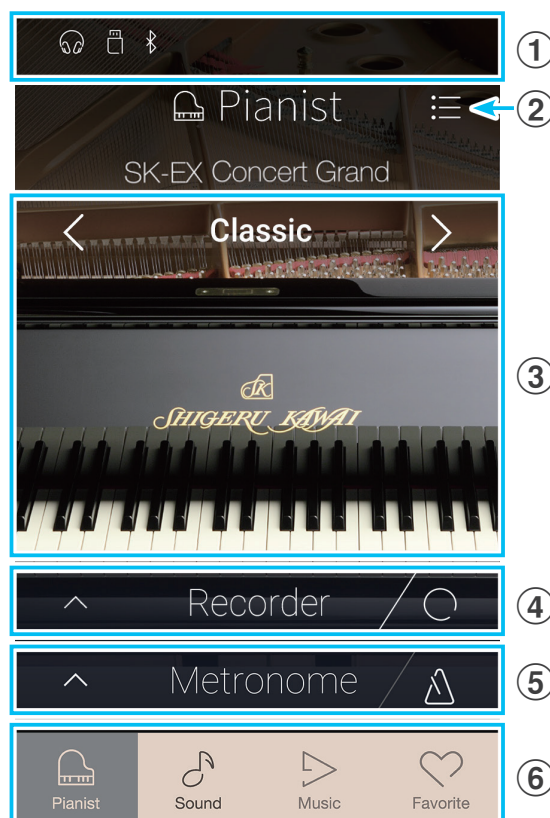 ①
Pianist
②
SK-EX Concert Grand
Classic
SK
SHIGERU KAWAI
③
Recorder
④
Metronome
⑤
Pianist Sound Music Favorite
⑥